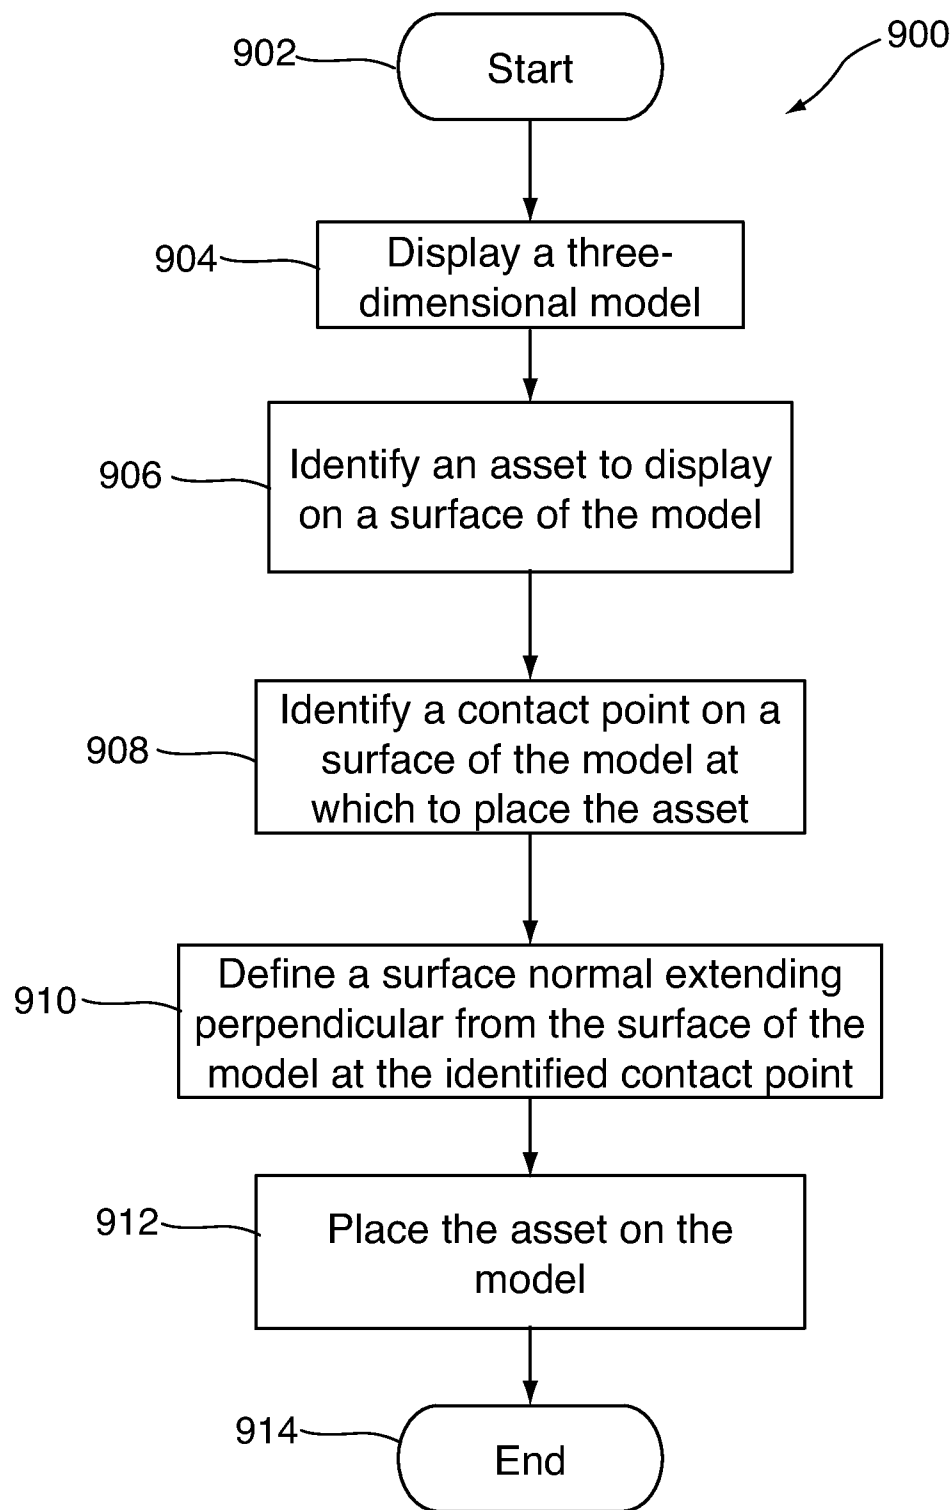 900
902
Start
904
Display a three-
dimensional model
906
Identify an asset to display
on a surface of the model
908
Identify a contact point on a
surface of the model at
which to place the asset
910
Define a surface normal extending
perpendicular from the surface of the
model at the identified contact point
912
Place the asset on the
model
914
End